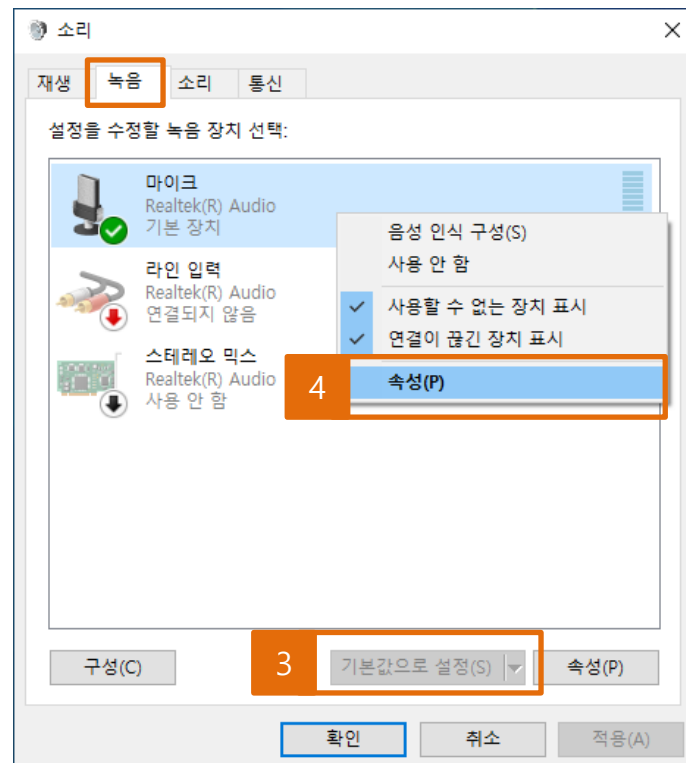 소리
재생 녹음 소리 통신
설정을 수정할 녹음 장치 선택:
마이크
Realtek(R) Audio
기본 장치
라인 입력
Realtek(R) Audio
연결되지 않음
스테레오 믹스
Realtek(R) Audio
사용 안 함
음성 인식 구성(S)
사용 안 함
사용할 수 없는 장치 표시
연결이 끊긴 장치 표시
4 속성(P)
구성(C) 3 기본값으로 설정(S) 속성(P)
확인 취소 적용(A)